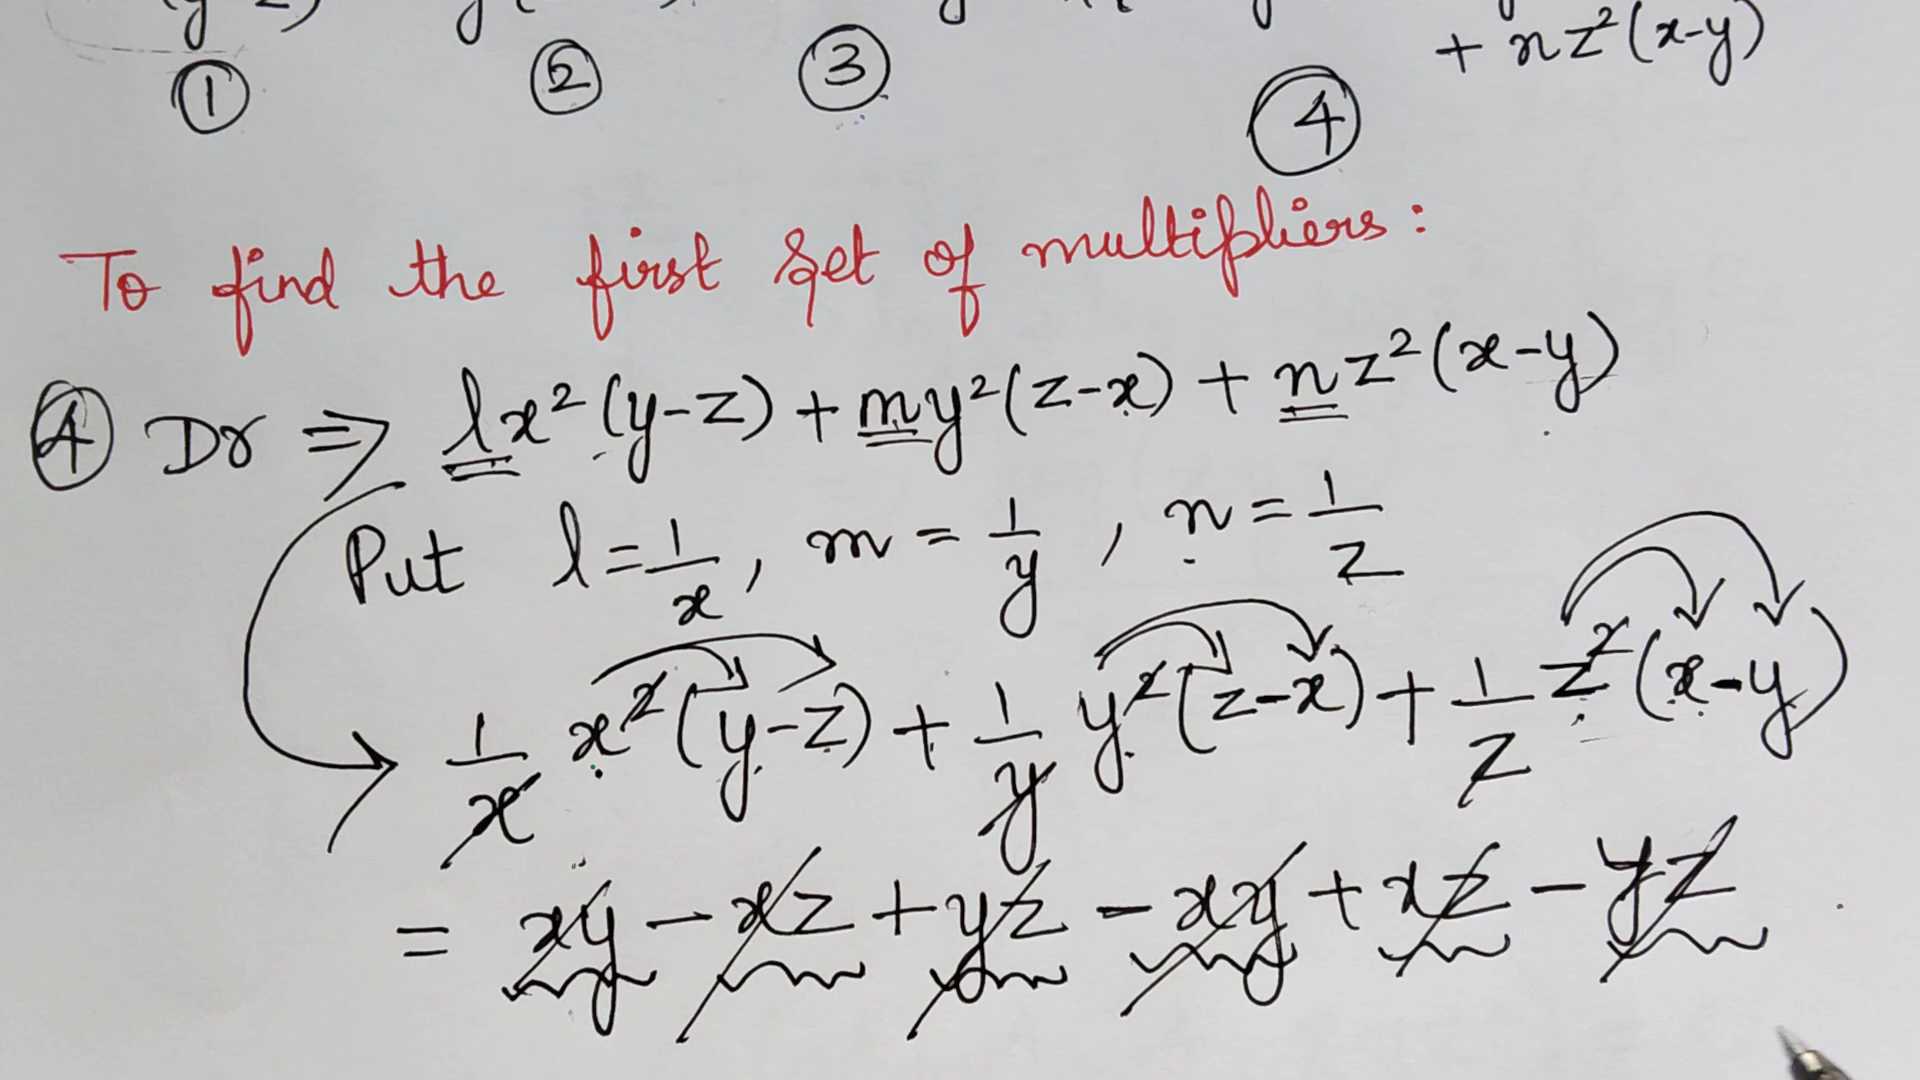 + nz²(x-y)
① ② ③ ④
To find the first set of multipliers:
④ Dr ⇒ lx²(y-z) + my²(z-x) + nz²(x-y)
Put l = 1/x, m = 1/y, n = 1/z
1/x x²(y-z) + 1/y y²(z-x) + 1/z z²(x-y)
= xy - xz + yz - xy + xz - yz